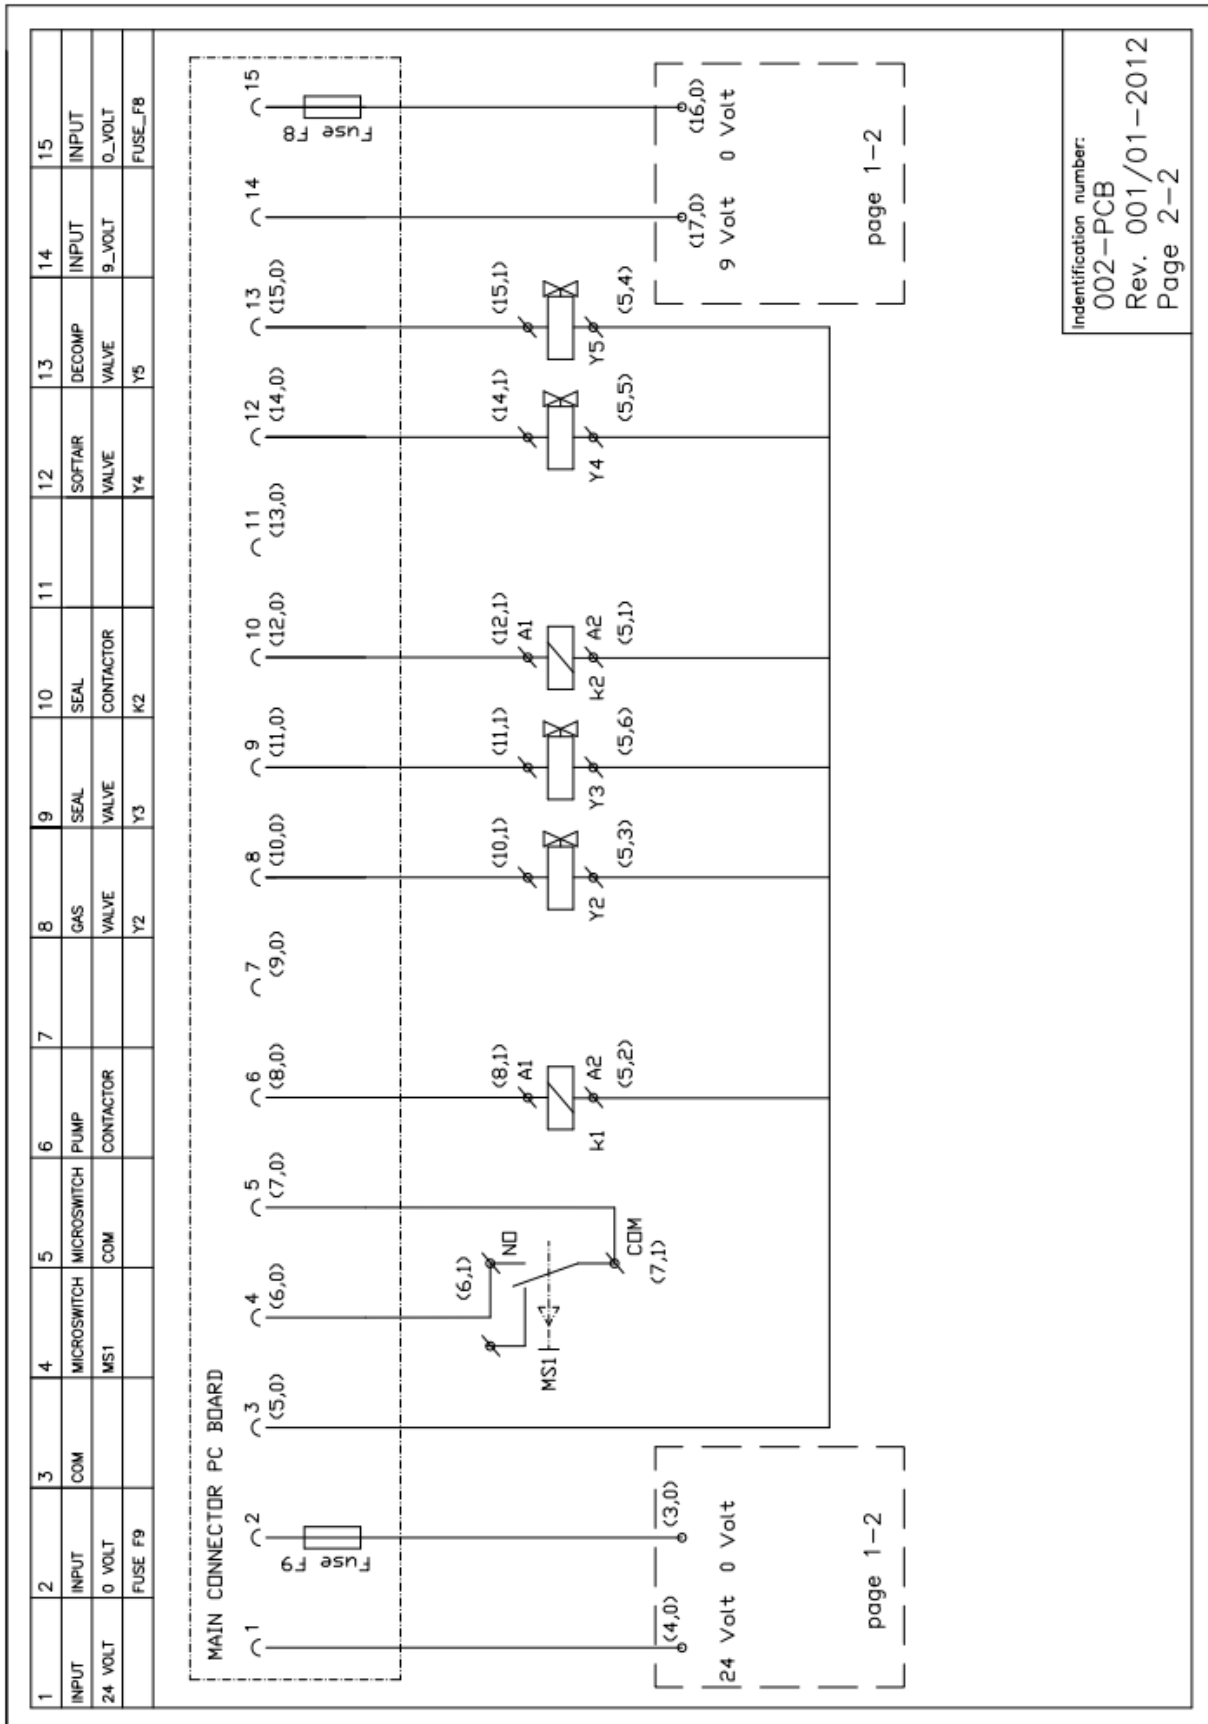 1 2 3 4 5 6 7 8 9 10 11 12 13 14 15
INPUT INPUT COM MICROSWITCH MICROSWITCH PUMP GAS SEAL SEAL SOFTAIR DECOMP INPUT INPUT
24 VOLT 0 VOLT MS1 COM CONTACTOR VALVE VALVE CONTACTOR VALVE VALVE 9_VOLT 0_VOLT
FUSE F9 Y2 Y3 K2 Y4 Y5 FUSE_F8
MAIN CONNECTOR PC BOARD
1 2 3 4 5 6 7 8 9 10 11 12 13 14 15
(5,0) (6,0) (7,0) (8,0) (9,0) (10,0) (11,0) (12,0) (13,0) (14,0) (15,0)
Fuse F9
Fuse F8
(6,1) (8,1) (10,1) (11,1) (12,1) (14,1) (15,1)
NO A1 A1
MS1
k1 Y2 Y3 k2 Y4 Y5
A2 A2
COM
(7,1) (5,2) (5,3) (5,6) (5,1) (5,5) (5,4)
(4,0) (3,0) (17,0) (16,0)
24 Volt 0 Volt
9 Volt 0 Volt
page 1-2
page 1-2
Indentification number:
002-PCB
Rev. 001/01-2012
Page 2-2